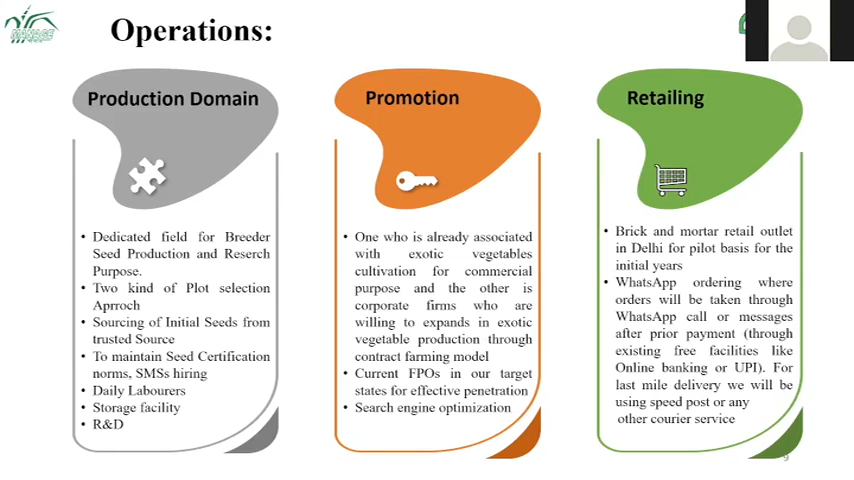 MANAGE
Operations:
Production Domain
• Dedicated field for Breeder
Seed Production and Reserch
Purpose.
• Two kind of Plot selection
Aprroch
• Sourcing of Initial Seeds from
trusted Source
• To maintain Seed Certification
norms, SMSs hiring
• Daily Labourers
• Storage facility
• R&D
Promotion
• One who is already associated
with exotic vegetables
cultivation for commercial
purpose and the other is
corporate firms who are
willing to expands in exotic
vegetable production through
contract farming model
• Current FPOs in our target
states for effective penetration
• Search engine optimization
Retailing
• Brick and mortar retail outlet
in Delhi for pilot basis for the
initial years
• WhatsApp ordering where
orders will be taken through
WhatsApp call or messages
after prior payment (through
existing free facilities like
Online banking or UPI). For
last mile delivery we will be
using speed post or any
other courier service
9